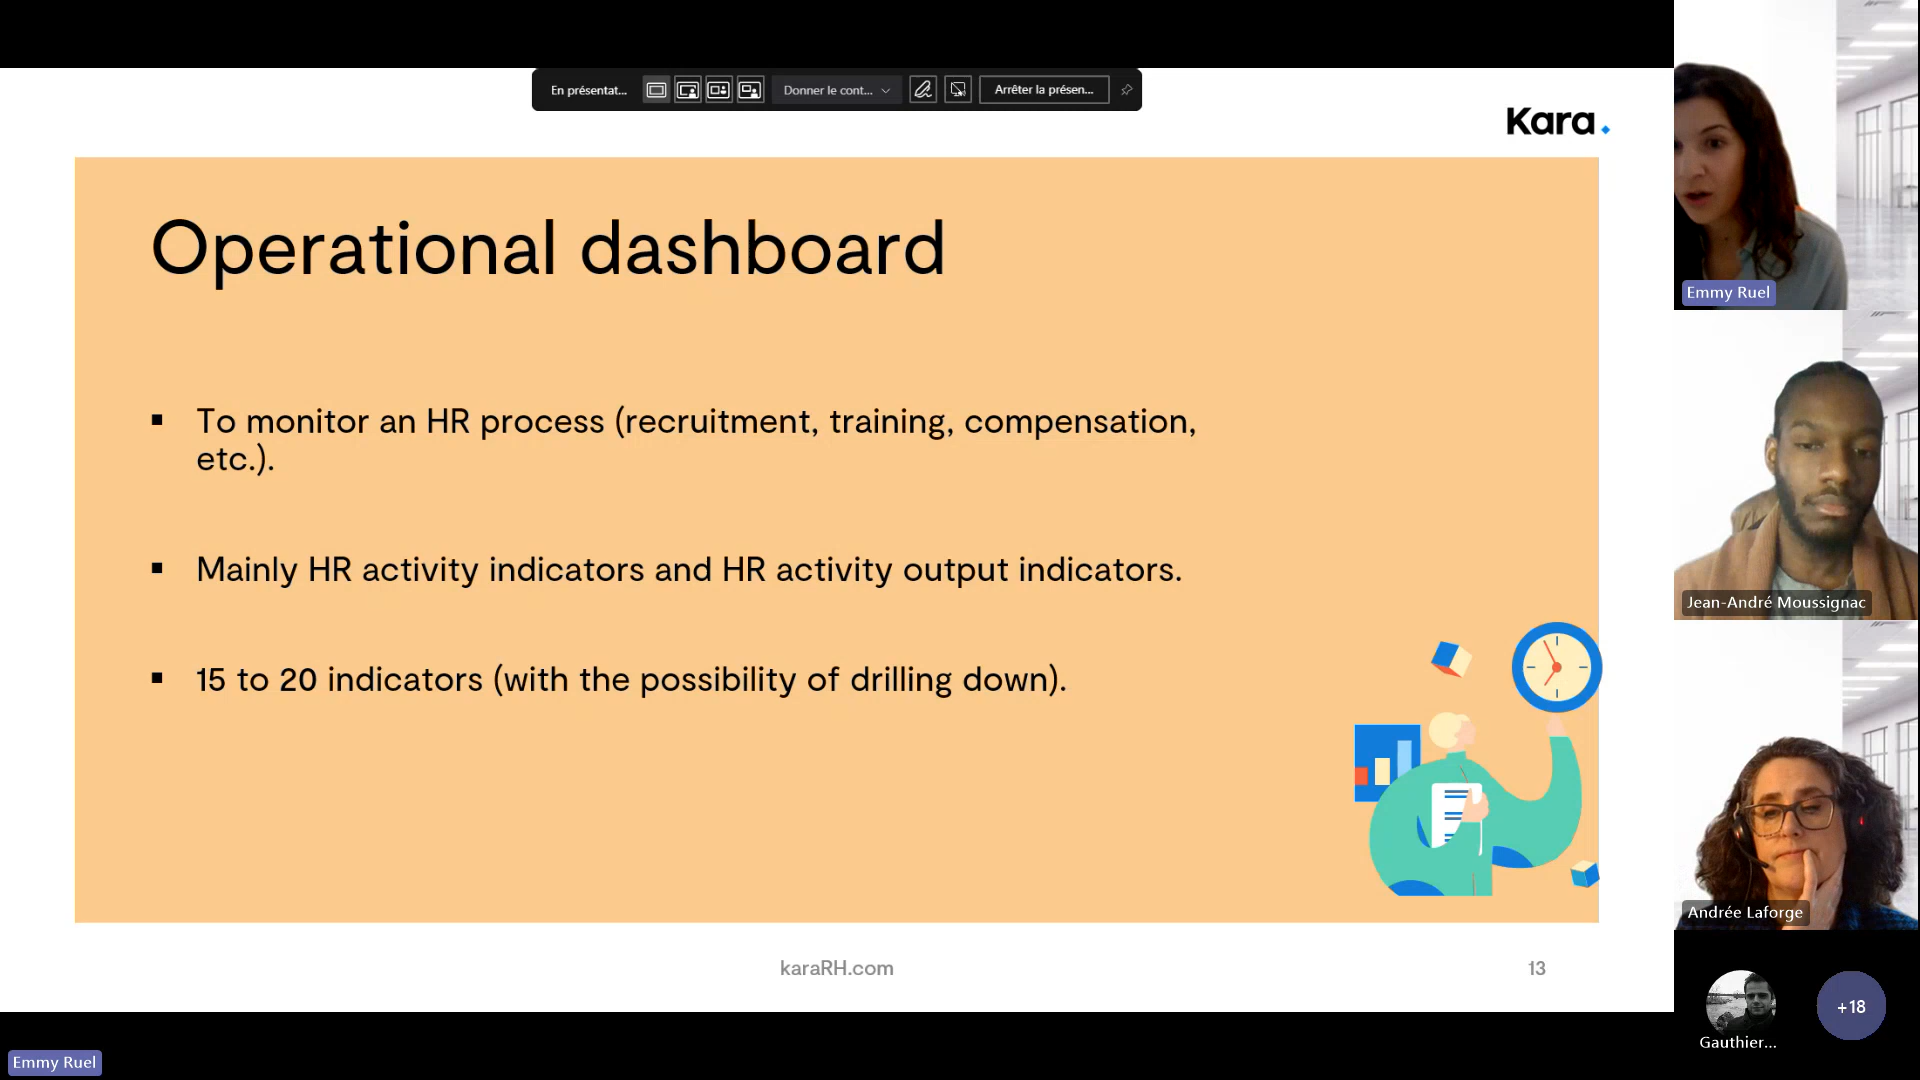 En présentat...
Donner le cont...
Arrêter la présen...
Kara.
Operational dashboard
▪ To monitor an HR process (recruitment, training, compensation,
etc.).
▪ Mainly HR activity indicators and HR activity output indicators.
▪ 15 to 20 indicators (with the possibility of drilling down).
karaRH.com
13
Emmy Ruel
Jean-André Moussignac
Andrée Laforge
Gauthier...
+18
Emmy Ruel